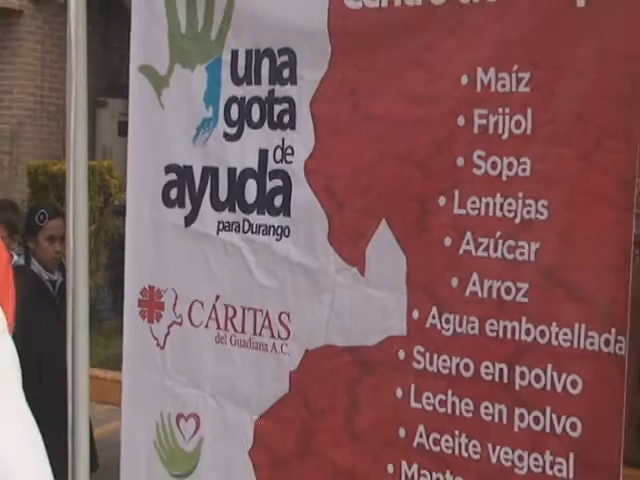 una
gota
de
ayuda
para Durango
CÁRITAS
del Guadiana A.C.
• Maíz
• Frijol
• Sopa
• Lentejas
• Azúcar
• Arroz
• Agua embotellada
• Suero en polvo
• Leche en polvo
• Aceite vegetal